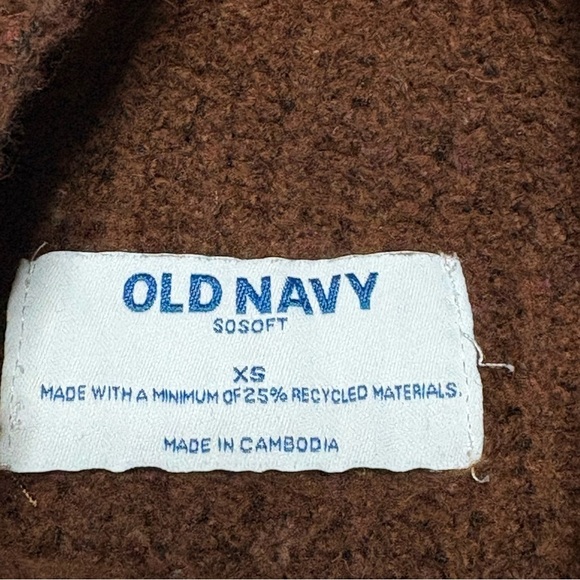 OLD NAVY
SOSOFT
XS
MADE WITH A MINIMUM OF 25% RECYCLED MATERIALS.
MADE IN CAMBODIA